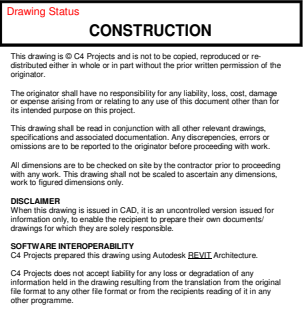 Drawing Status
CONSTRUCTION
This drawing is © C4 Projects and is not to be copied, reproduced or re-
distributed either in whole or in part without the prior written permission of the
originator.
The originator shall have no responsibility for any liability, loss, cost, damage
or expense arising from or relating to any use of this document other than for
its intended purpose on this project.
This drawing shall be read in conjunction with all other relevant drawings,
specifications and associated documentation. Any discrepencies, errors or
omissions are to be reported to the originator before proceeding with work.
All dimensions are to be checked on site by the contractor prior to proceeding
with any work. This drawing shall not be scaled to ascertain any dimensions,
work to figured dimensions only.
DISCLAIMER
When this drawing is issued in CAD, it is an uncontrolled version issued for
information only, to enable the recipient to prepare their own documents/
drawings for which they are solely responsible.
SOFTWARE INTEROPERABILITY
C4 Projects prepared this drawing using Autodesk REVIT Architecture.
C4 Projects does not accept liability for any loss or degradation of any
information held in the drawing resulting from the translation from the original
file format to any other file format or from the recipients reading of it in any
other programme.